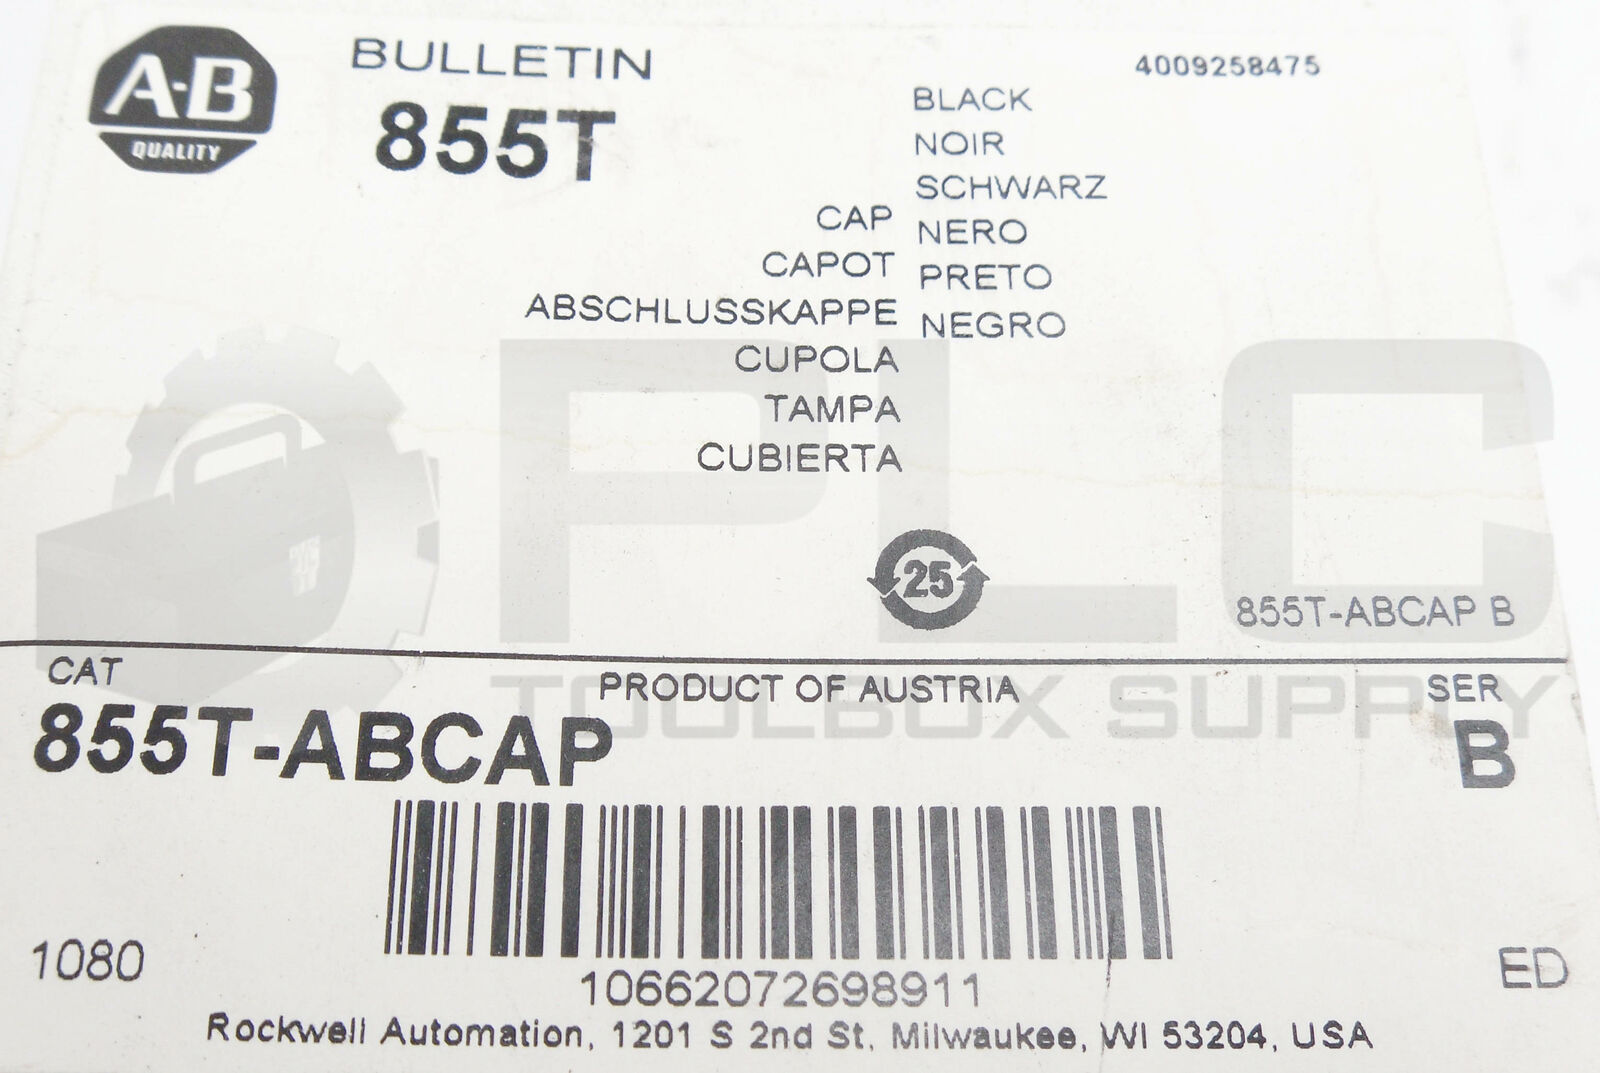 A-B
QUALITY
BULLETIN
855T
4009258475
BLACK
NOIR
SCHWARZ
NERO
PRETO
NEGRO
CAP
CAPOT
ABSCHLUSSKAPPE
CUPOLA
TAMPA
CUBIERTA
PLC
TOOLBOX SUPPLY
25
855T-ABCAP B
CAT
PRODUCT OF AUSTRIA
SER
855T-ABCAP
B
1080
10662072698911
ED
Rockwell Automation, 1201 S 2nd St. Milwaukee, WI 53204, USA